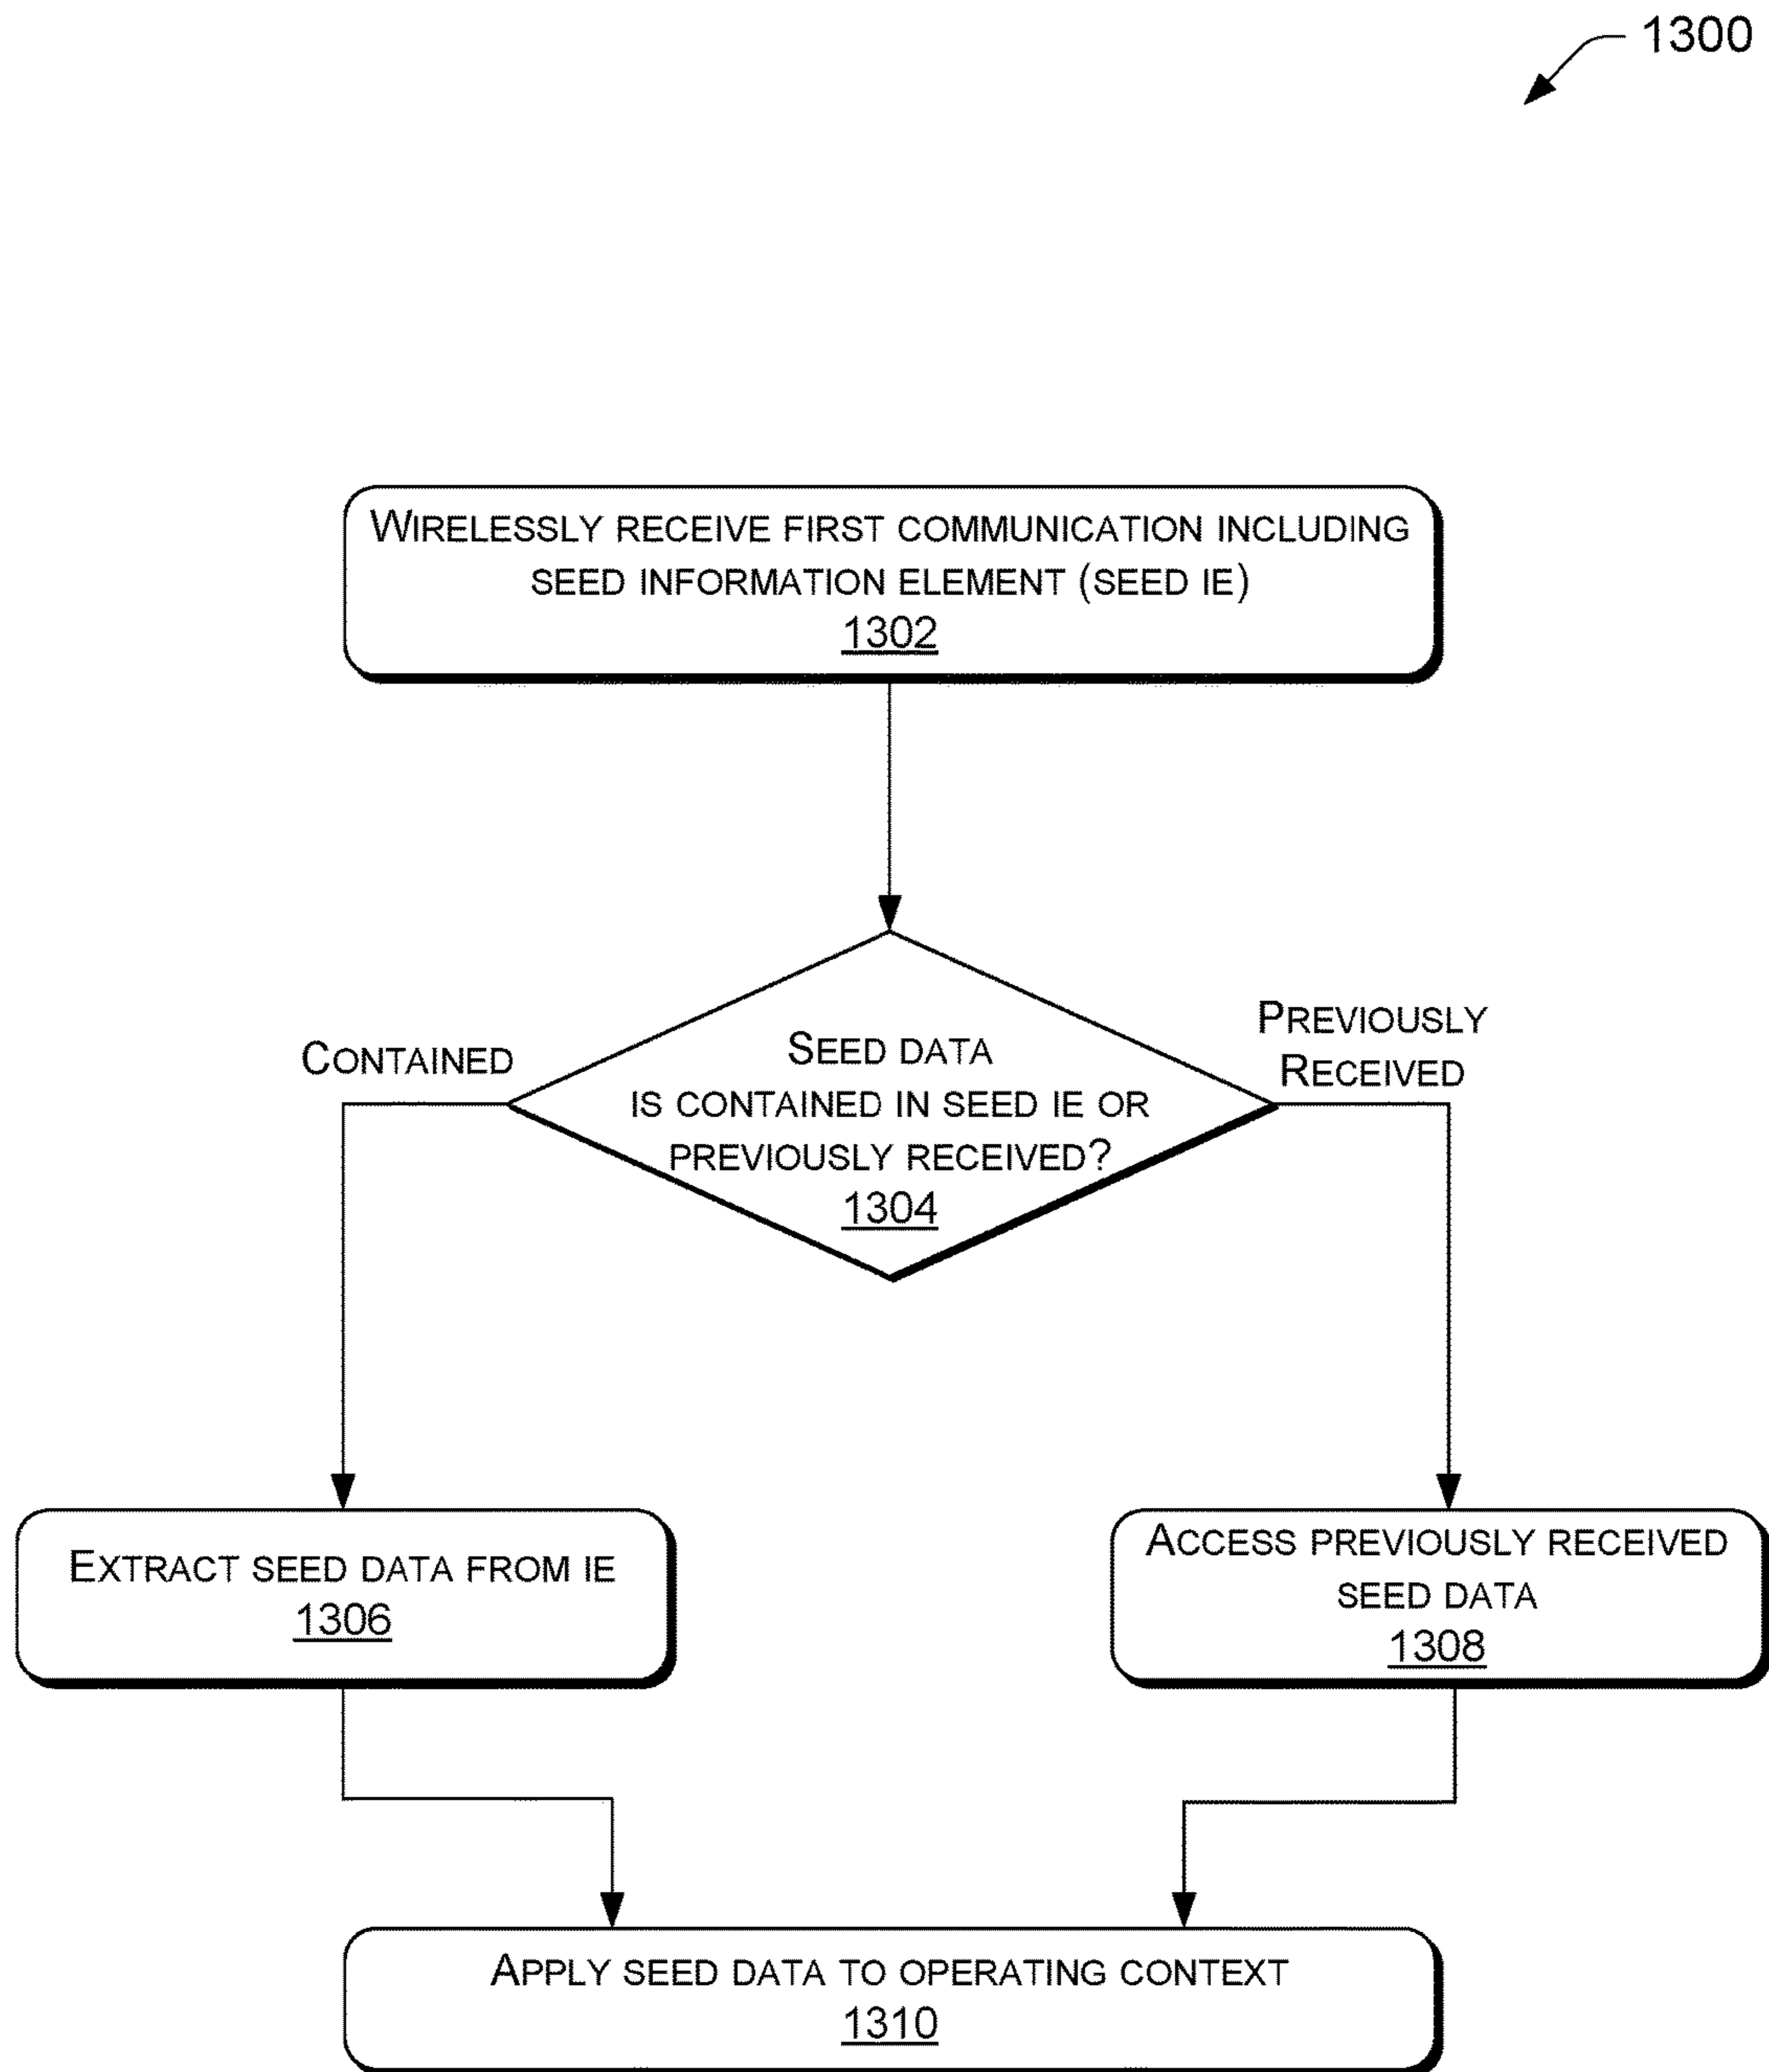 1300
WIRELESSLY RECEIVE FIRST COMMUNICATION INCLUDING
SEED INFORMATION ELEMENT (SEED IE)
1302
CONTAINED
PREVIOUSLY
RECEIVED
SEED DATA
IS CONTAINED IN SEED IE OR
PREVIOUSLY RECEIVED?
1304
EXTRACT SEED DATA FROM IE
1306
ACCESS PREVIOUSLY RECEIVED
SEED DATA
1308
APPLY SEED DATA TO OPERATING CONTEXT
1310